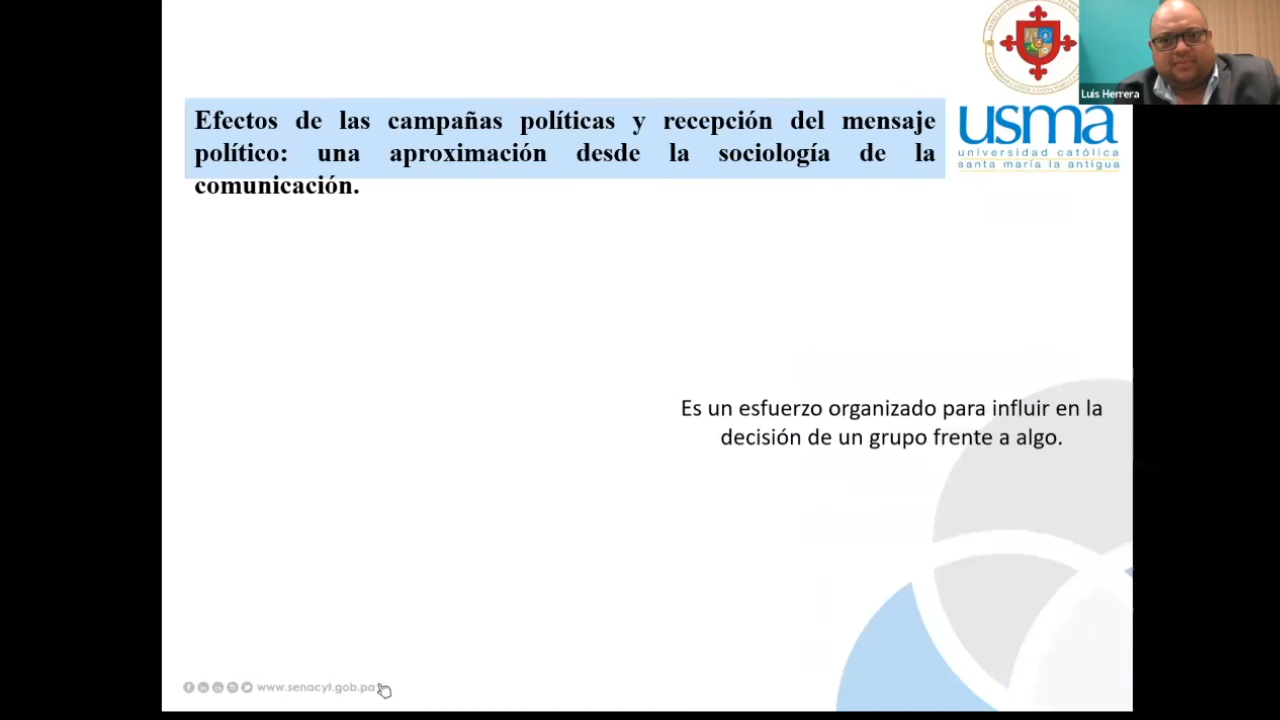 Luis Herrera
Efectos de las campañas políticas y recepción del mensaje
político: una aproximación desde la sociología de la
comunicación.
usma
universidad católica
santa maría la antigua
Es un esfuerzo organizado para influir en la
decisión de un grupo frente a algo.
www.senacyt.gob.pa